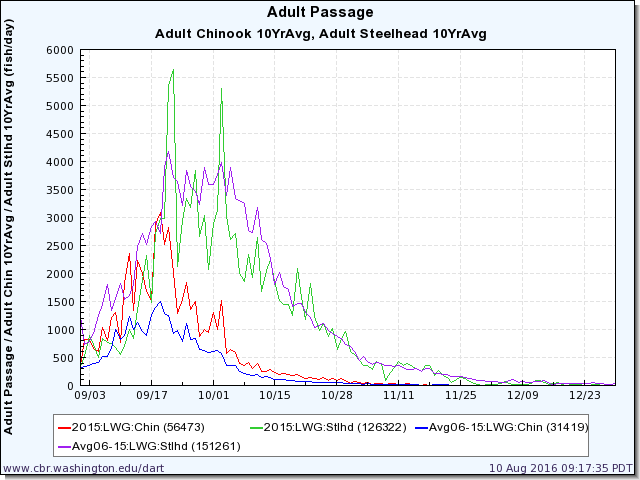 Adult Passage
Adult Chinook 10YrAvg, Adult Steelhead 10YrAvg
Adult Passage / Adult Chin 10YrAvg / Adult Stlhd 10YrAvg (fish/day)
6000
5500
5000
4500
4000
3500
3000
2500
2000
1500
1000
500
0
09/03 09/17 10/01 10/15 10/28 11/11 11/25 12/09 12/23
2015:LWG:Chin (56473) 2015:LWG:Stlhd (126322) Avg06-15:LWG:Chin (31419)
Avg06-15:LWG:Stlhd (151261)
www.cbr.washington.edu/dart 10 Aug 2016 09:17:35 PDT